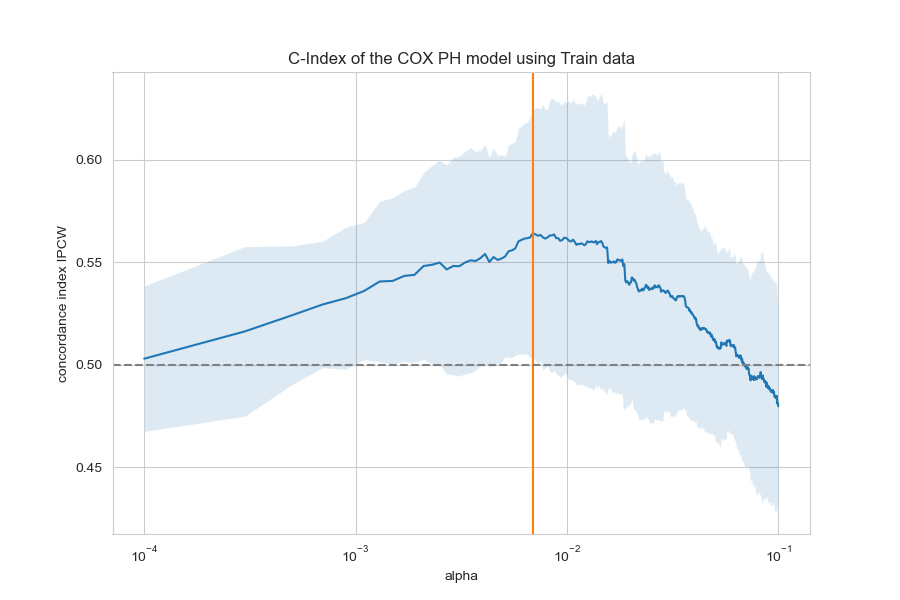 C-Index of the COX PH model using Train data
concordance index IPCW
0.60
0.55
0.50
0.45
10⁻⁴
10⁻³
10⁻²
10⁻¹
alpha